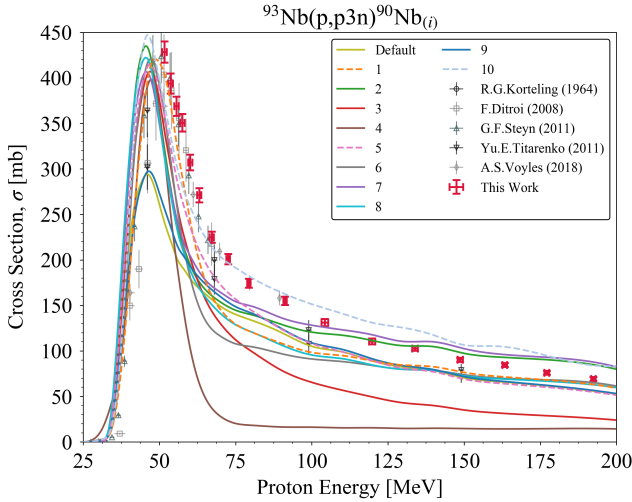 ⁹³Nb(p,p3n)⁹⁰Nb₍ᵢ₎
Cross Section, σ [mb]
450
400
350
300
250
200
150
100
50
0
Default
1
2
3
4
5
6
7
8
9
10
R.G.Korteling (1964)
F.Ditroi (2008)
G.F.Steyn (2011)
Yu.E.Titarenko (2011)
A.S.Voyles (2018)
This Work
25 50 75 100 125 150 175 200
Proton Energy [MeV]